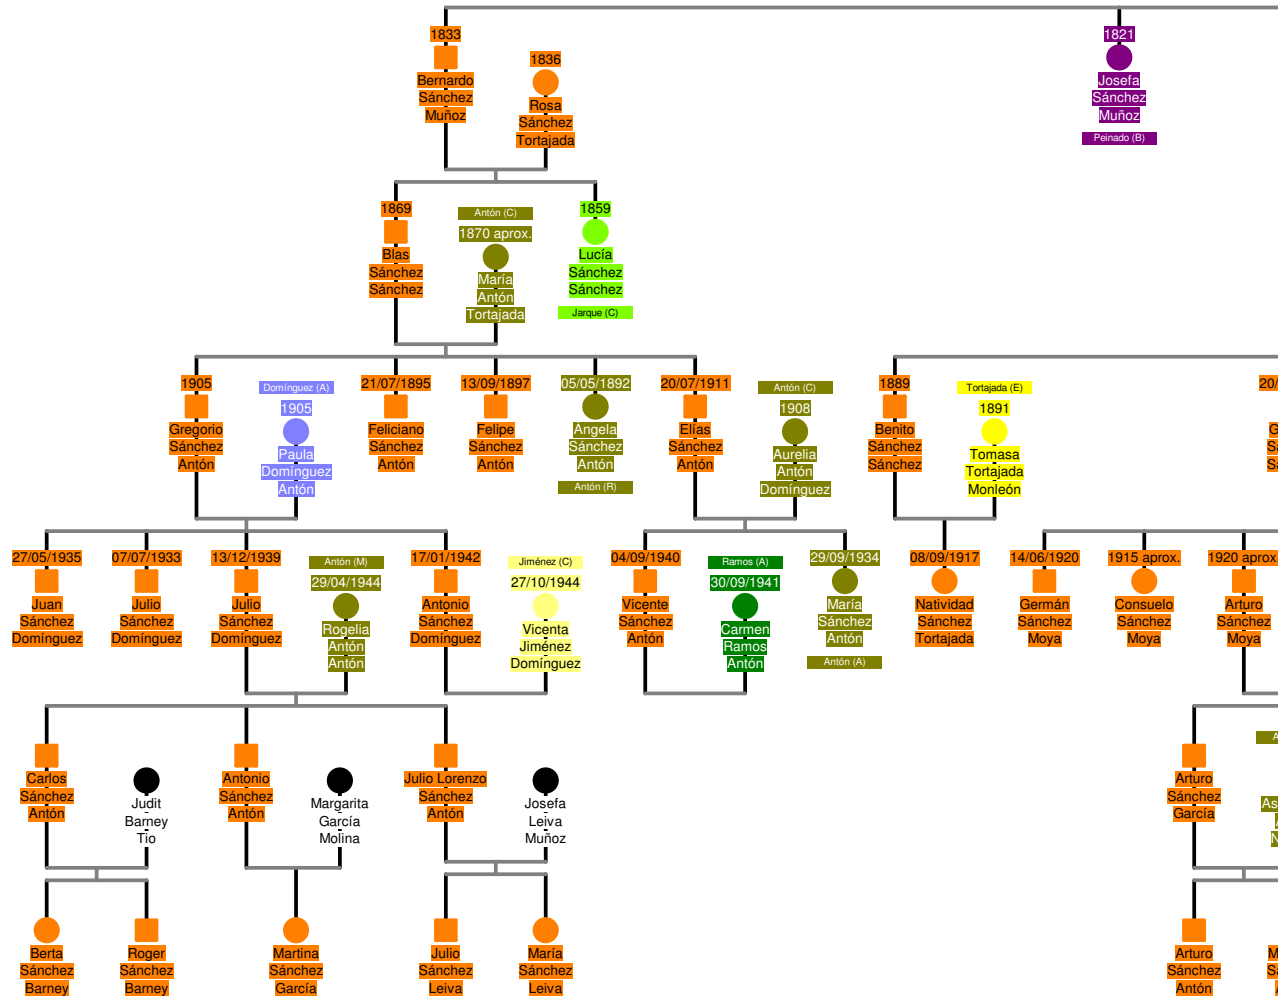 1833
Bernardo
Sánchez
Muñoz
1836
Rosa
Sánchez
Tortajada
1821
Josefa
Sánchez
Muñoz
Peinado (B)
1869
Blas
Sánchez
Sánchez
Antón (C)
1870 aprox.
María
Antón
Tortajada
1859
Lucía
Sánchez
Sánchez
Jarque (C)
1905
Gregorio
Sánchez
Antón
Domínguez (A)
1905
Paula
Domínguez
Antón
21/07/1895
Feliciano
Sánchez
Antón
13/09/1897
Felipe
Sánchez
Antón
05/05/1892
Ángela
Sánchez
Antón
Antón (R)
20/07/1911
Elías
Sánchez
Antón
Antón (C)
1908
Aurelia
Antón
Domínguez
1889
Benito
Sánchez
Sánchez
Tortajada (E)
1891
Tomasa
Tortajada
Monleón
20/
27/05/1935
Juan
Sánchez
Domínguez
07/07/1933
Julio
Sánchez
Domínguez
13/12/1939
Julio
Sánchez
Domínguez
Antón (M)
29/04/1944
Rogelia
Antón
Antón
17/01/1942
Antonio
Sánchez
Domínguez
Jiménez (C)
27/10/1944
Vicenta
Jiménez
Domínguez
04/09/1940
Vicente
Sánchez
Antón
Ramos (A)
30/09/1941
Carmen
Ramos
Antón
29/09/1934
María
Sánchez
Antón
Antón (A)
08/09/1917
Natividad
Sánchez
Tortajada
14/06/1920
Germán
Sánchez
Moya
1915 aprox.
Consuelo
Sánchez
Moya
1920 aprox.
Arturo
Sánchez
Moya
Carlos
Sánchez
Antón
Judit
Barney
Tio
Antonio
Sánchez
Antón
Margarita
García
Molina
Julio Lorenzo
Sánchez
Antón
Josefa
Leiva
Muñoz
Arturo
Sánchez
García
Berta
Sánchez
Barney
Roger
Sánchez
Barney
Martina
Sánchez
García
Julio
Sánchez
Leiva
María
Sánchez
Leiva
Arturo
Sánchez
Antón